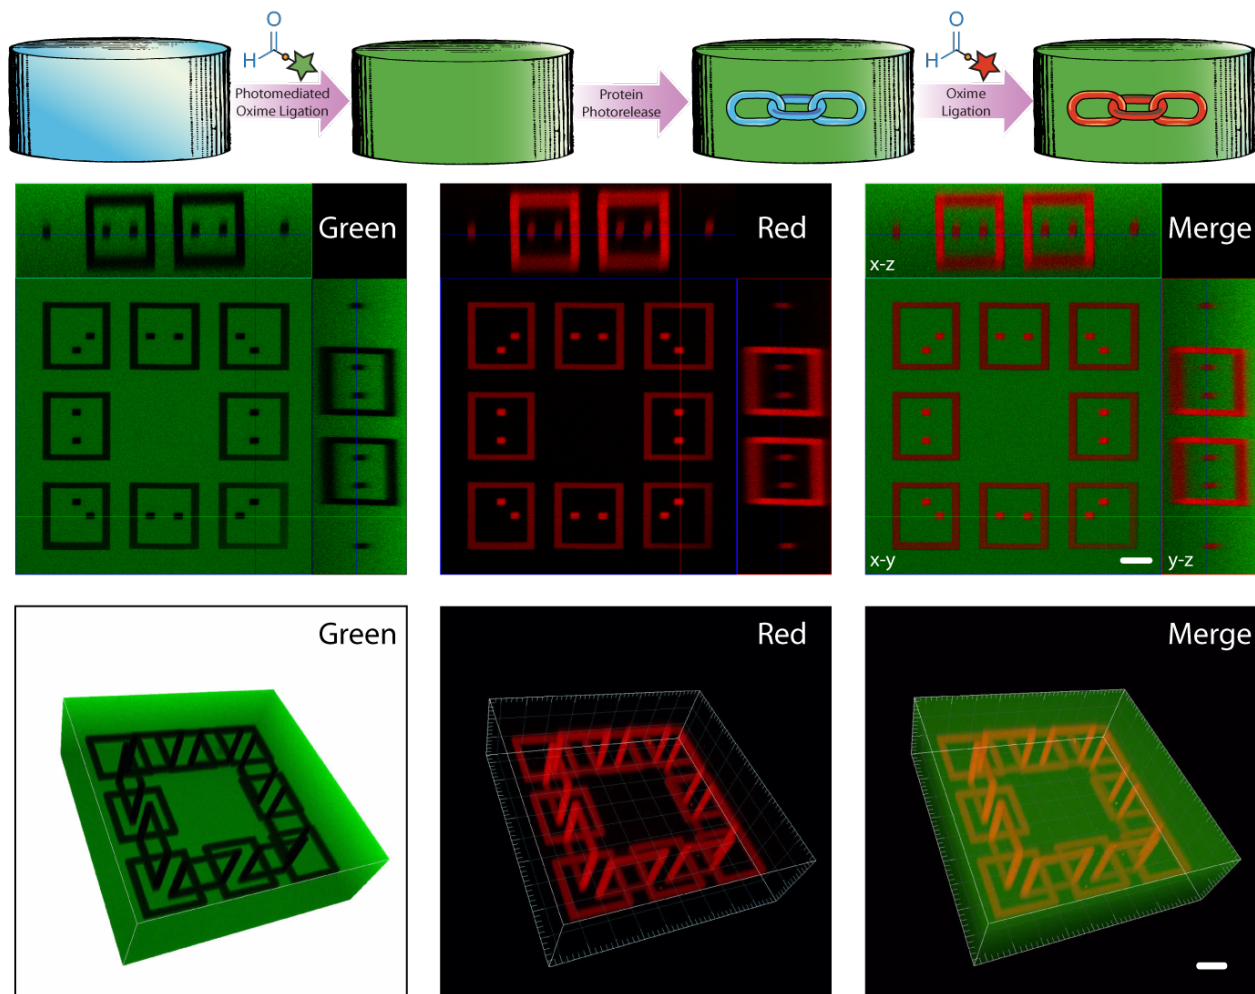 O
H
Photomediated
Oxime Ligation
Protein
Photorelease
O
H
Oxime
Ligation
Green
Red
Merge
x-z
x-y
y-z
Green
Red
Merge